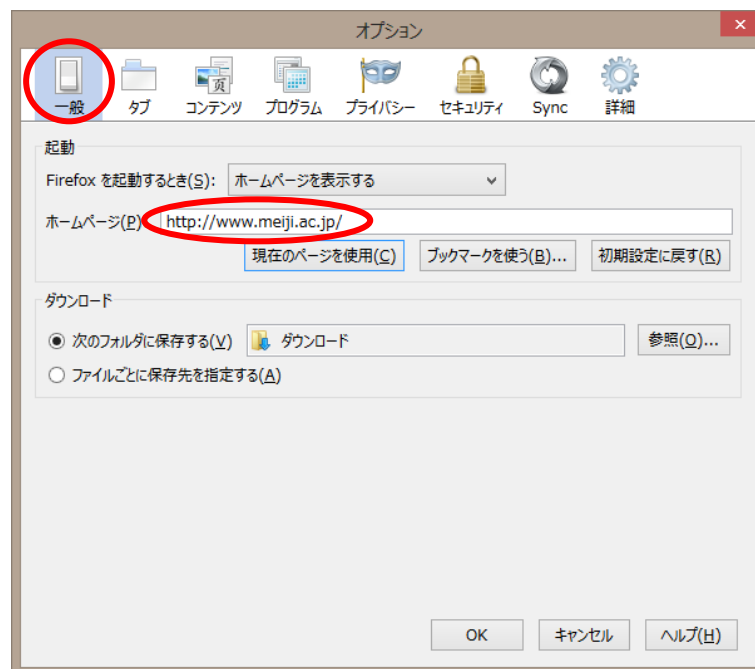 オプション
一般 タブ コンテンツ プログラム プライバシー セキュリティ Sync 詳細
起動
Firefox を起動するとき(S): ホームページを表示する
ホームページ(P) http://www.meiji.ac.jp/
現在のページを使用(C) ブックマークを使う(B)... 初期設定に戻す(R)
ダウンロード
次のフォルダに保存する(V) ダウンロード 参照(O)...
ファイルごとに保存先を指定する(A)
OK キャンセル ヘルプ(H)